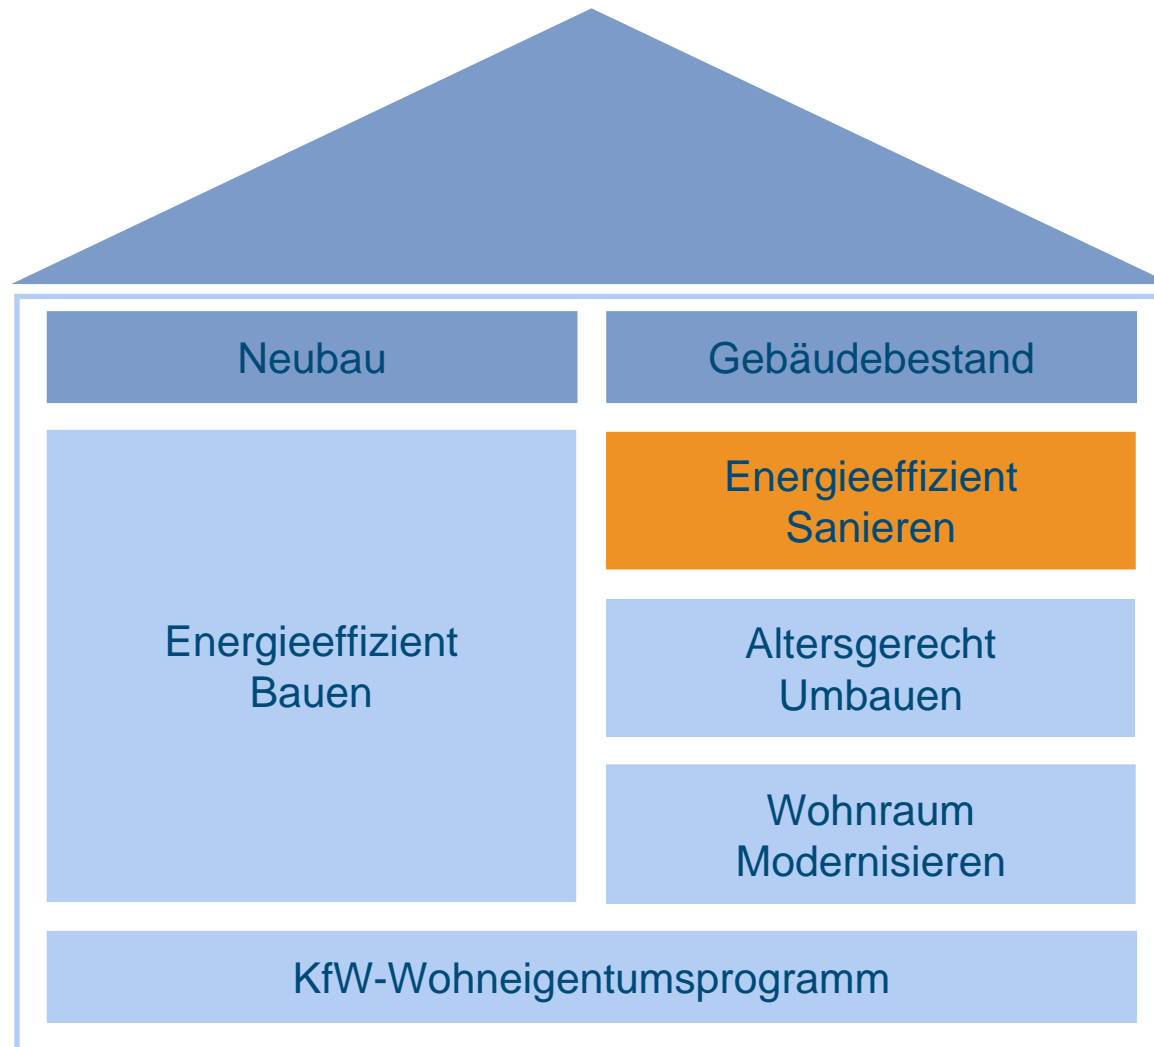 Neubau
Gebäudebestand
Energieeffizient
Bauen
Energieeffizient
Sanieren
Altersgerecht
Umbauen
Wohnraum
Modernisieren
KfW-Wohneigentumsprogramm